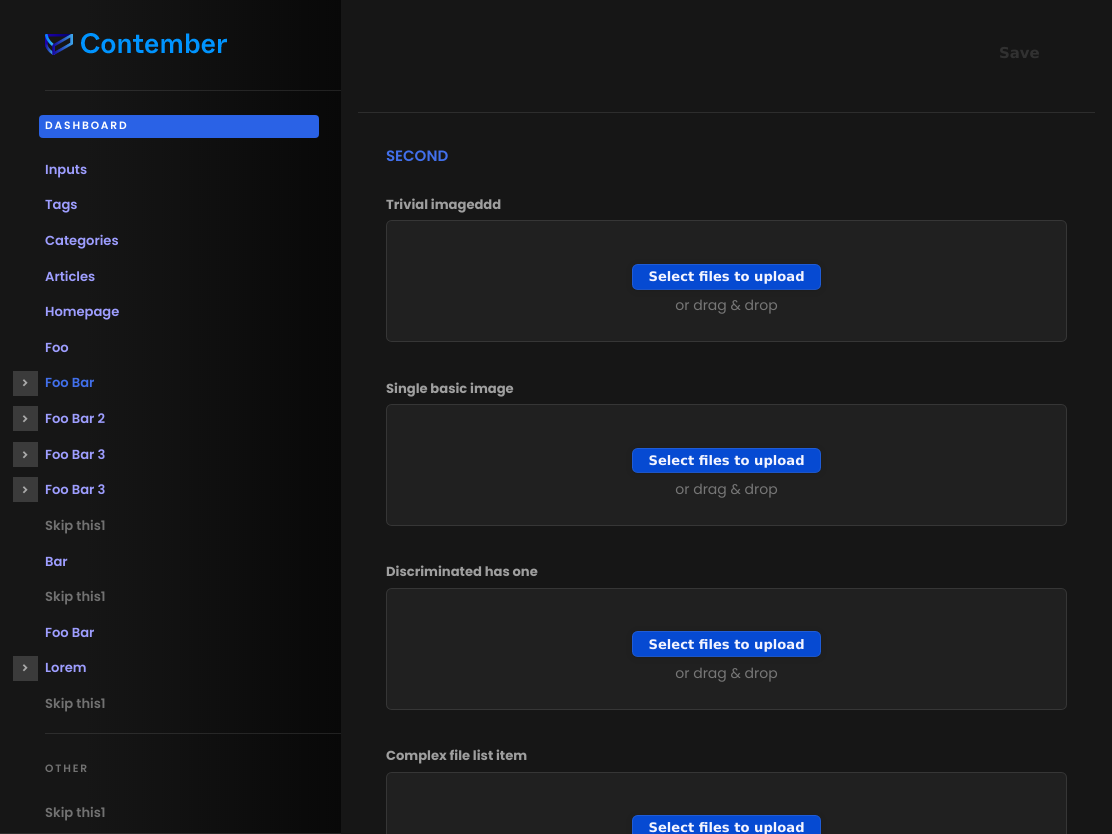 Contember
DASHBOARD
Inputs
Tags
Categories
Articles
Homepage
Foo
Foo Bar
Foo Bar 2
Foo Bar 3
Foo Bar 3
Skip this1
Bar
Skip this1
Foo Bar
Lorem
Skip this1
OTHER
Skip this1
Save
SECOND
Trivial imageddd
Select files to upload
or drag & drop
Single basic image
Select files to upload
or drag & drop
Discriminated has one
Select files to upload
or drag & drop
Complex file list item
Select files to upload